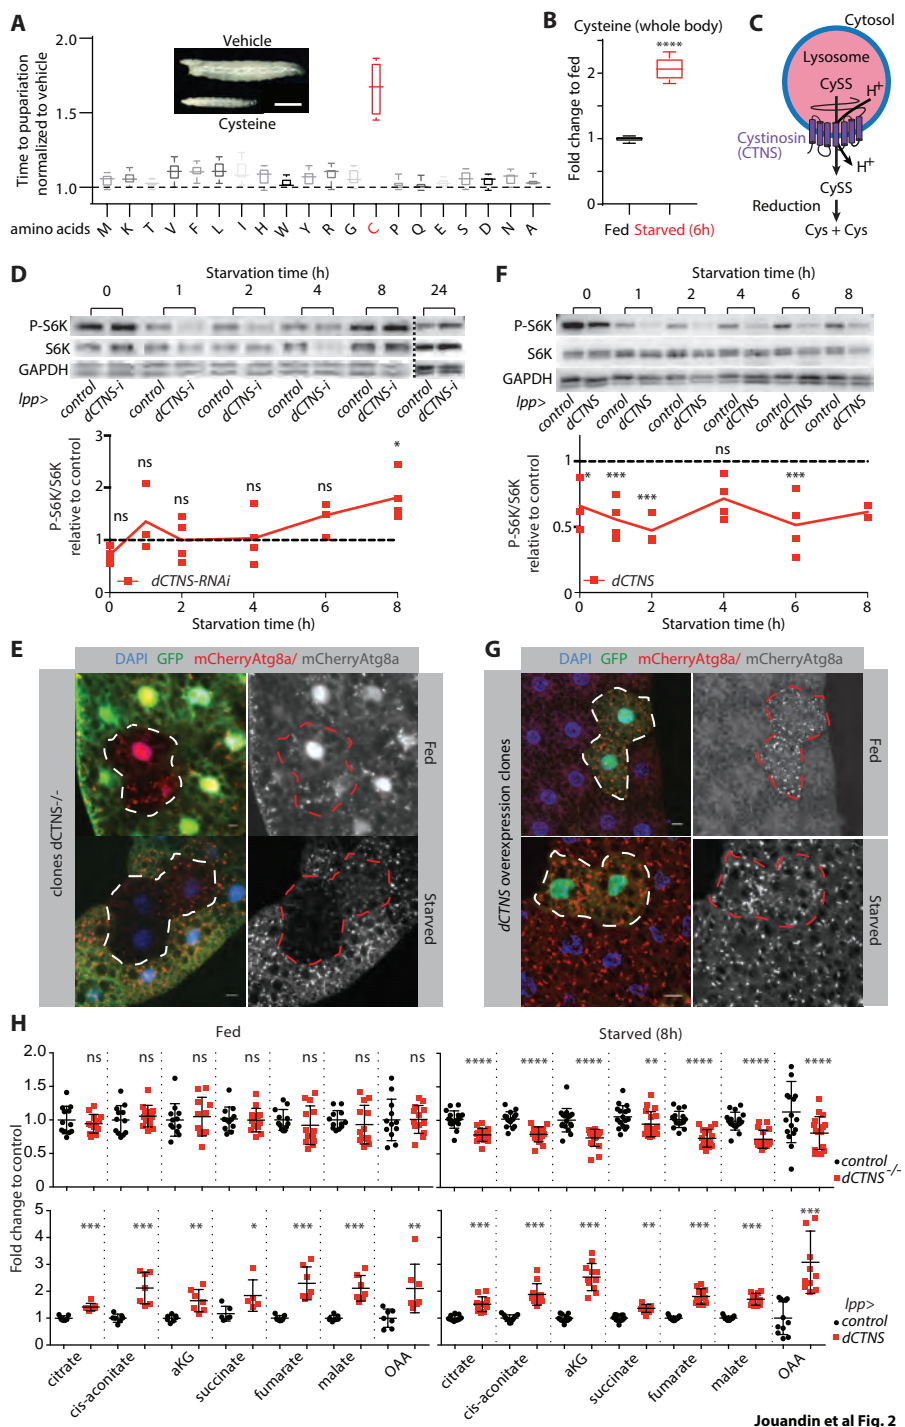 A
Time to pupariation
normalized to vehicle
2.0
1.5
1.0
Vehicle
Cysteine
amino acids
M K T V F L I H W Y R G C P Q E S D N A
B
Cysteine (whole body)
Fold change to fed
2
1
0
****
Fed Starved (6h)
C
Cytosol
Lysosome
CySS
H+
Cystinosin
(CTNS)
H+
CySS
Reduction
Cys + Cys
D
Starvation time (h)
0 1 2 4 8 24
P-S6K
S6K
GAPDH
lpp>
control dCTNS-i control dCTNS-i control dCTNS-i control dCTNS-i control dCTNS-i control dCTNS-i
P-S6K/S6K
relative to control
3
2
1
0
ns ns ns ns ns *
dCTNS-RNAi
0 2 4 6 8
Starvation time (h)
F
Starvation time (h)
0 1 2 4 6 8
P-S6K
S6K
GAPDH
lpp>
control dCTNS control dCTNS control dCTNS control dCTNS control dCTNS control dCTNS
P-S6K/S6K
relative to control
1
0.5
0
* *** *** ns ***
dCTNS
0 2 4 6 8
Starvation time (h)
E
DAPI GFP mCherryAtg8a/ mCherryAtg8a
clones dCTNS-/-
Fed
Starved
G
DAPI GFP mCherryAtg8a/ mCherryAtg8a
dCTNS overexpression clones
Fed
Starved
H
Fed
Starved (8h)
Fold change to control
2.0
1.5
1.0
0.5
0
ns ns ns ns ns ns ns
**** **** **** ** **** **** ****
control
dCTNS-/-
5
4
3
2
1
0
*** *** ** * *** *** **
*** *** *** ** *** *** ***
lpp>
control
dCTNS
citrate cis-aconitate aKG succinate fumarate malate OAA
citrate cis-aconitate aKG succinate fumarate malate OAA
Jouandin et al Fig. 2